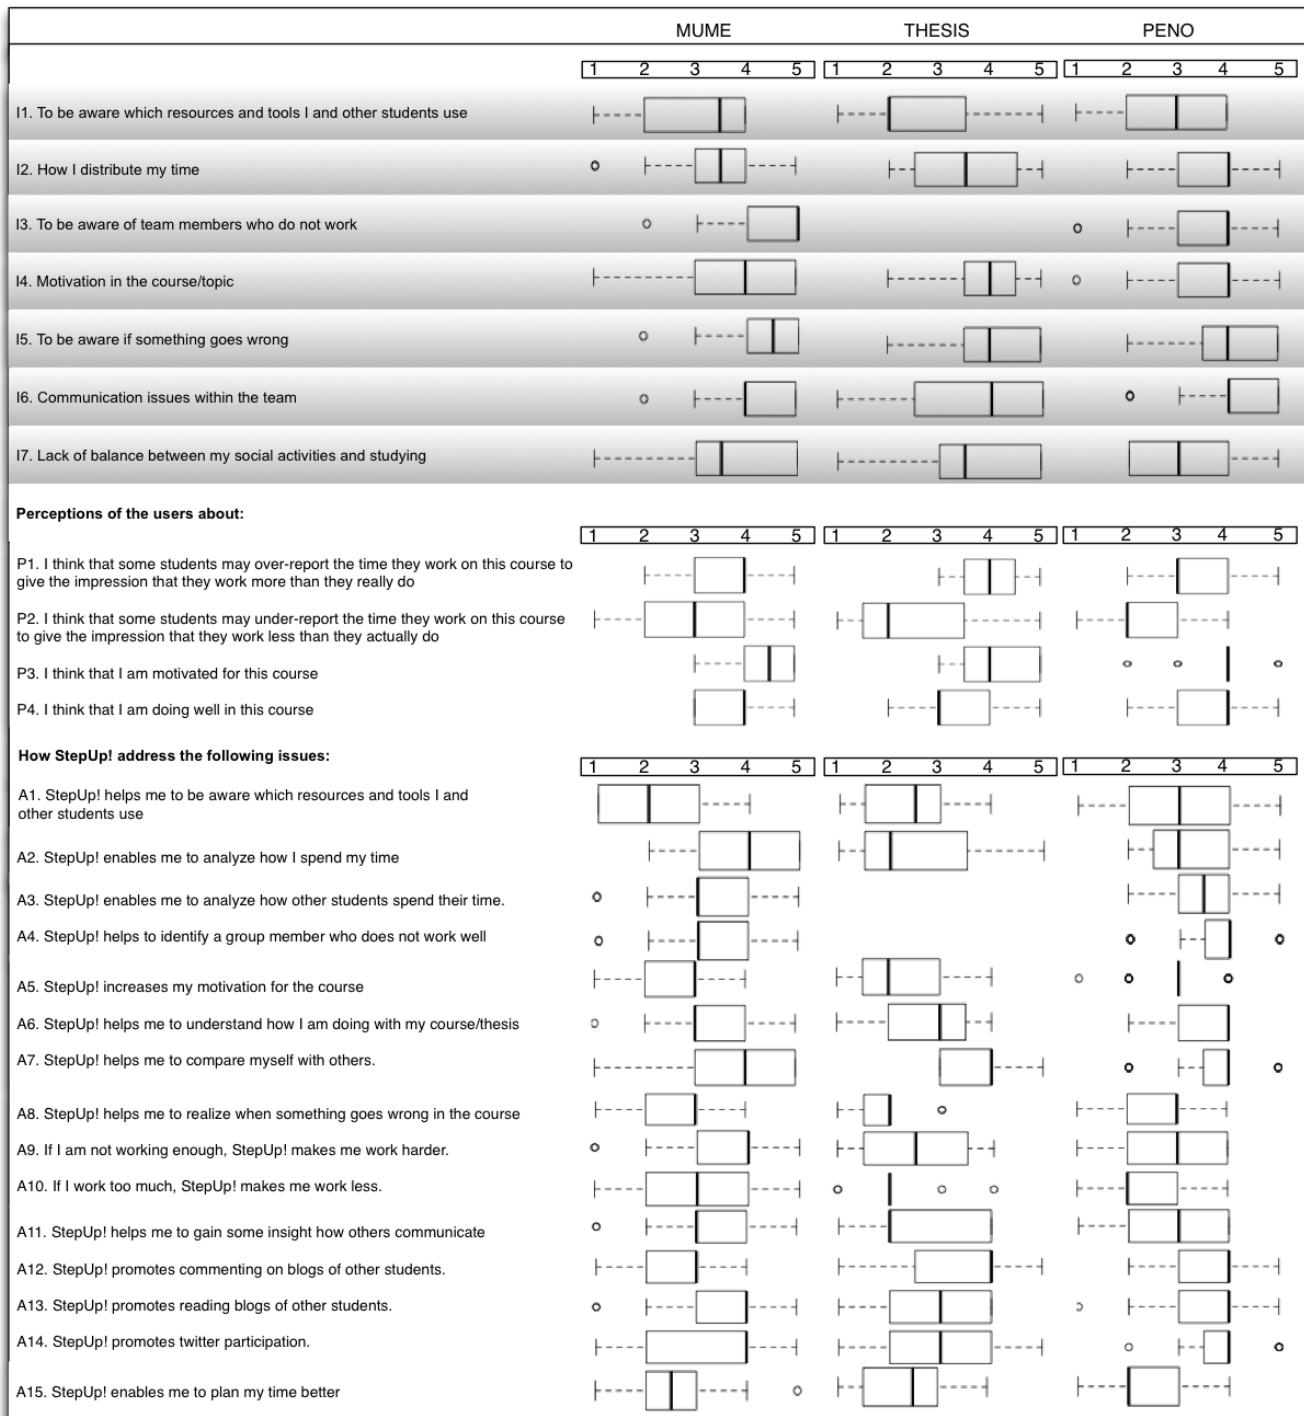 MUME THESIS PENO
1 2 3 4 5 1 2 3 4 5 1 2 3 4 5
I1. To be aware which resources and tools I and other students use
I2. How I distribute my time
I3. To be aware of team members who do not work
I4. Motivation in the course/topic
I5. To be aware if something goes wrong
I6. Communication issues within the team
I7. Lack of balance between my social activities and studying
Perceptions of the users about:
1 2 3 4 5 1 2 3 4 5 1 2 3 4 5
P1. I think that some students may over-report the time they work on this course to
give the impression that they work more than they really do
P2. I think that some students may under-report the time they work on this course
to give the impression that they work less than they actually do
P3. I think that I am motivated for this course
P4. I think that I am doing well in this course
How StepUp! address the following issues:
1 2 3 4 5 1 2 3 4 5 1 2 3 4 5
A1. StepUp! helps me to be aware which resources and tools I and
other students use
A2. StepUp! enables me to analyze how I spend my time
A3. StepUp! enables me to analyze how other students spend their time.
A4. StepUp! helps to identify a group member who does not work well
A5. StepUp! increases my motivation for the course
A6. StepUp! helps me to understand how I am doing with my course/thesis
A7. StepUp! helps me to compare myself with others.
A8. StepUp! helps me to realize when something goes wrong in the course
A9. If I am not working enough, StepUp! makes me work harder.
A10. If I work too much, StepUp! makes me work less.
A11. StepUp! helps me to gain some insight how others communicate
A12. StepUp! promotes commenting on blogs of other students.
A13. StepUp! promotes reading blogs of other students.
A14. StepUp! promotes twitter participation.
A15. StepUp! enables me to plan my time better